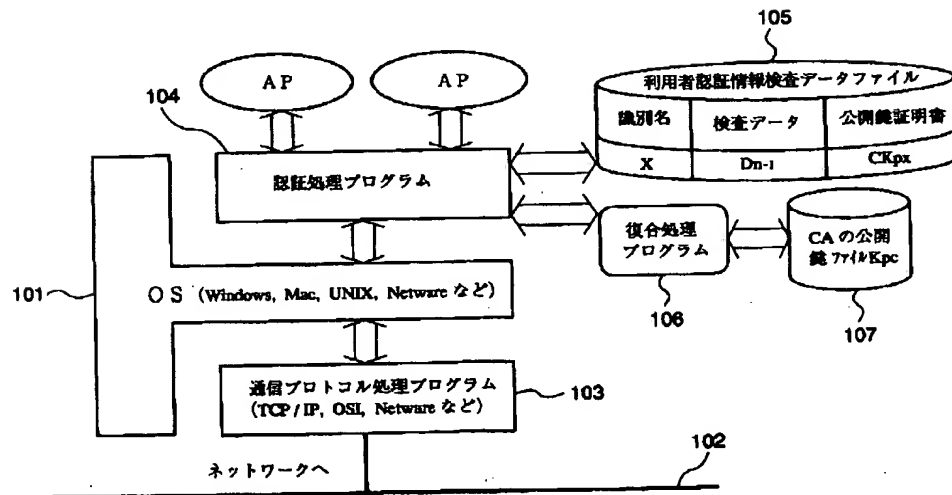 105
AP
AP
104
利用者認証情報検査データファイル
識別名
検査データ
公開鍵証明書
X
Dn-1
CKpx
認証処理プログラム
復合処理
プログラム
CAの公開
鍵ファイルKpc
101
OS (Windows, Mac, UNIX, Netware など)
106
107
通信プロトコル処理プログラム
(TCP / IP, OSI, Netware など)
103
ネットワークへ
102